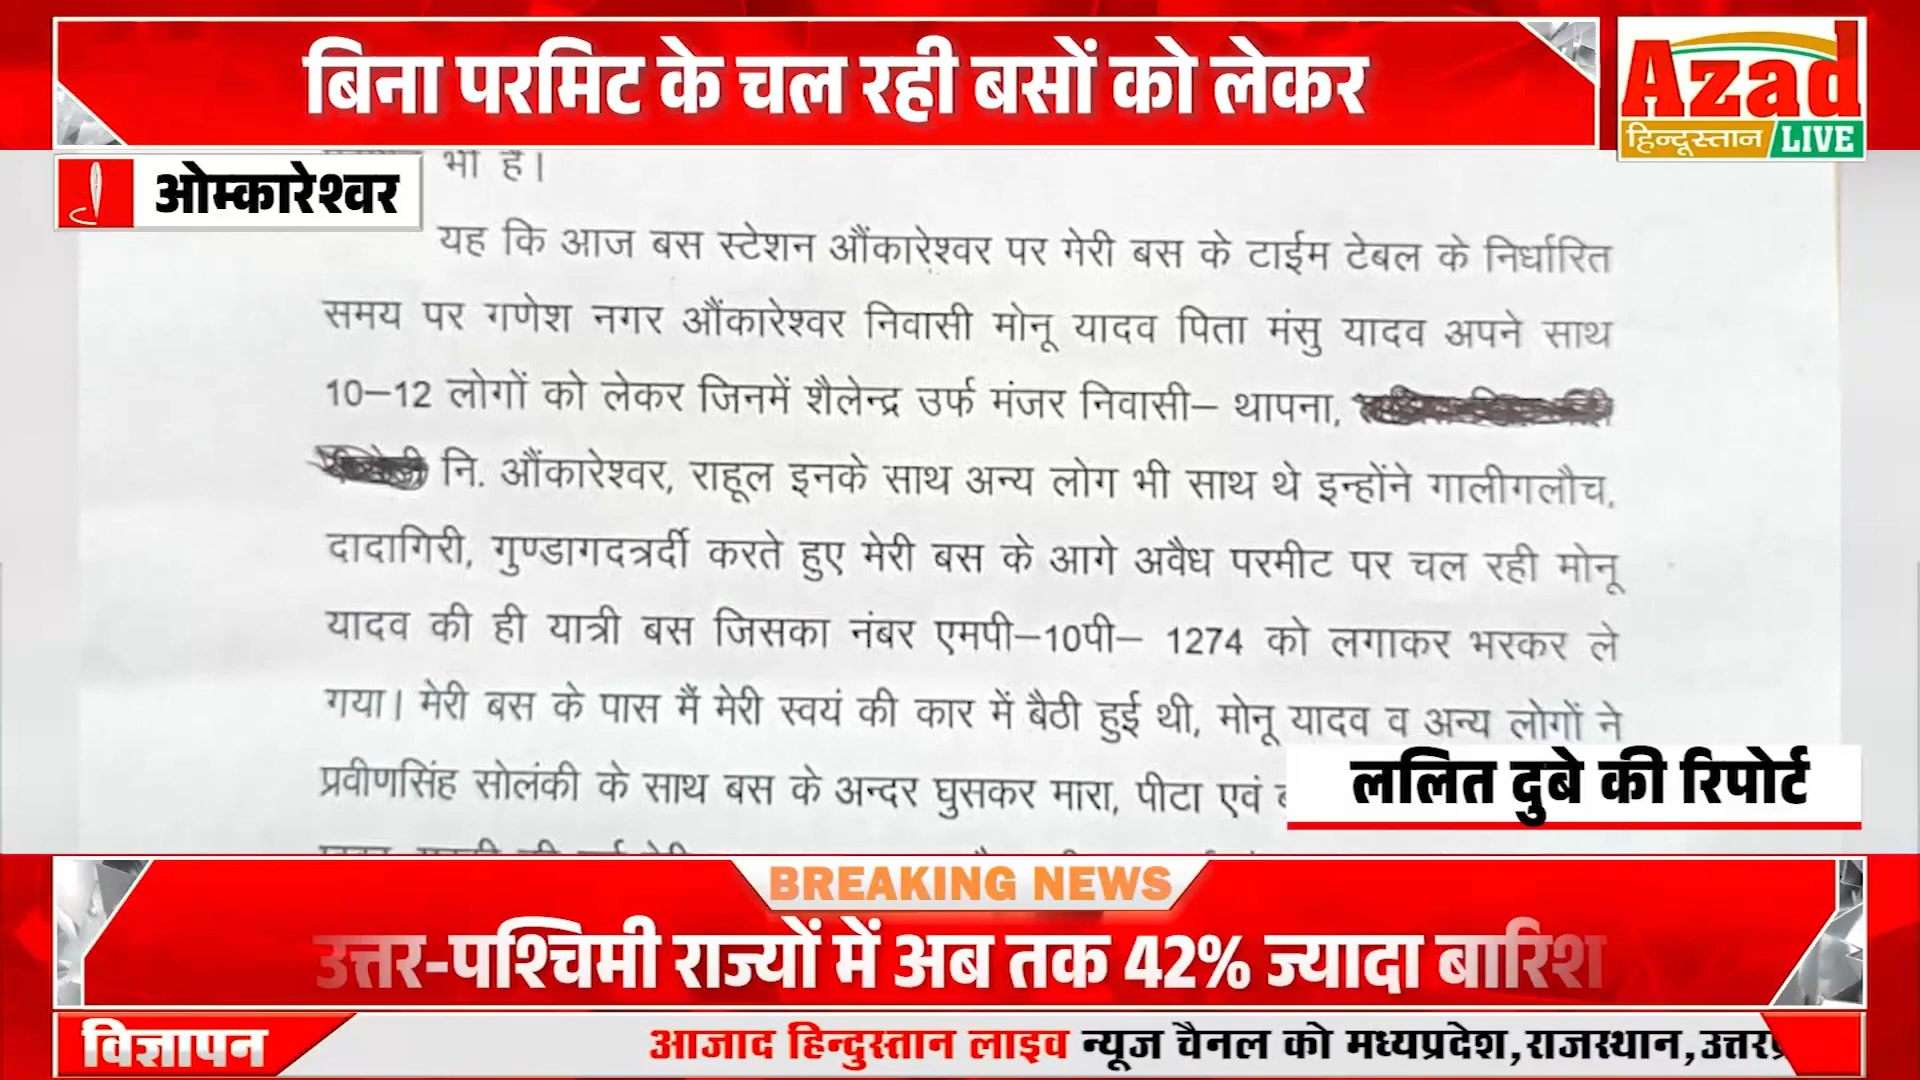 बिना परमिट के चल रही बसों को लेकर
Azad
हिन्दूस्तान LIVE
ओम्कारेश्वर
भी है।
यह कि आज बस स्टेशन औंकारेश्वर पर मेरी बस के टाईम टेबल के निर्धारित
समय पर गणेश नगर औंकारेश्वर निवासी मोनू यादव पिता मंसु यादव अपने साथ
10–12 लोगों को लेकर जिनमें शैलेन्द्र उर्फ मंजर निवासी– थापना,
नि. औंकारेश्वर, राहूल इनके साथ अन्य लोग भी साथ थे इन्होंने गालीगलौच,
दादागिरी, गुण्डागदत्रर्दी करते हुए मेरी बस के आगे अवैध परमीट पर चल रही मोनू
यादव की ही यात्री बस जिसका नंबर एमपी–10पी– 1274 को लगाकर भरकर ले
गया। मेरी बस के पास मैं मेरी स्वयं की कार में बैठी हुई थी, मोनू यादव व अन्य लोगों ने
प्रवीणसिंह सोलंकी के साथ बस के अन्दर घुसकर मारा, पीटा एवं
ललित दुबे की रिपोर्ट
BREAKING NEWS
उत्तर-पश्चिमी राज्यों में अब तक 42% ज्यादा बारिश
विज्ञापन
आजाद हिन्दुस्तान लाइव न्यूज चैनल को मध्यप्रदेश,राजस्थान,